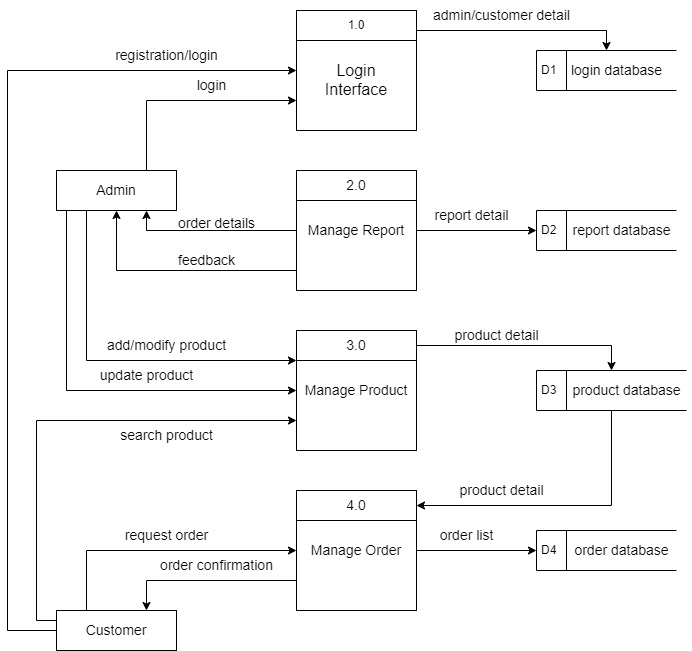 1.0
admin/customer detail
registration/login
Login
Interface
D1
login database
login
Admin
2.0
order details
Manage Report
report detail
D2
report database
feedback
3.0
product detail
add/modify product
update product
Manage Product
D3
product database
search product
4.0
product detail
request order
Manage Order
order list
D4
order database
order confirmation
Customer